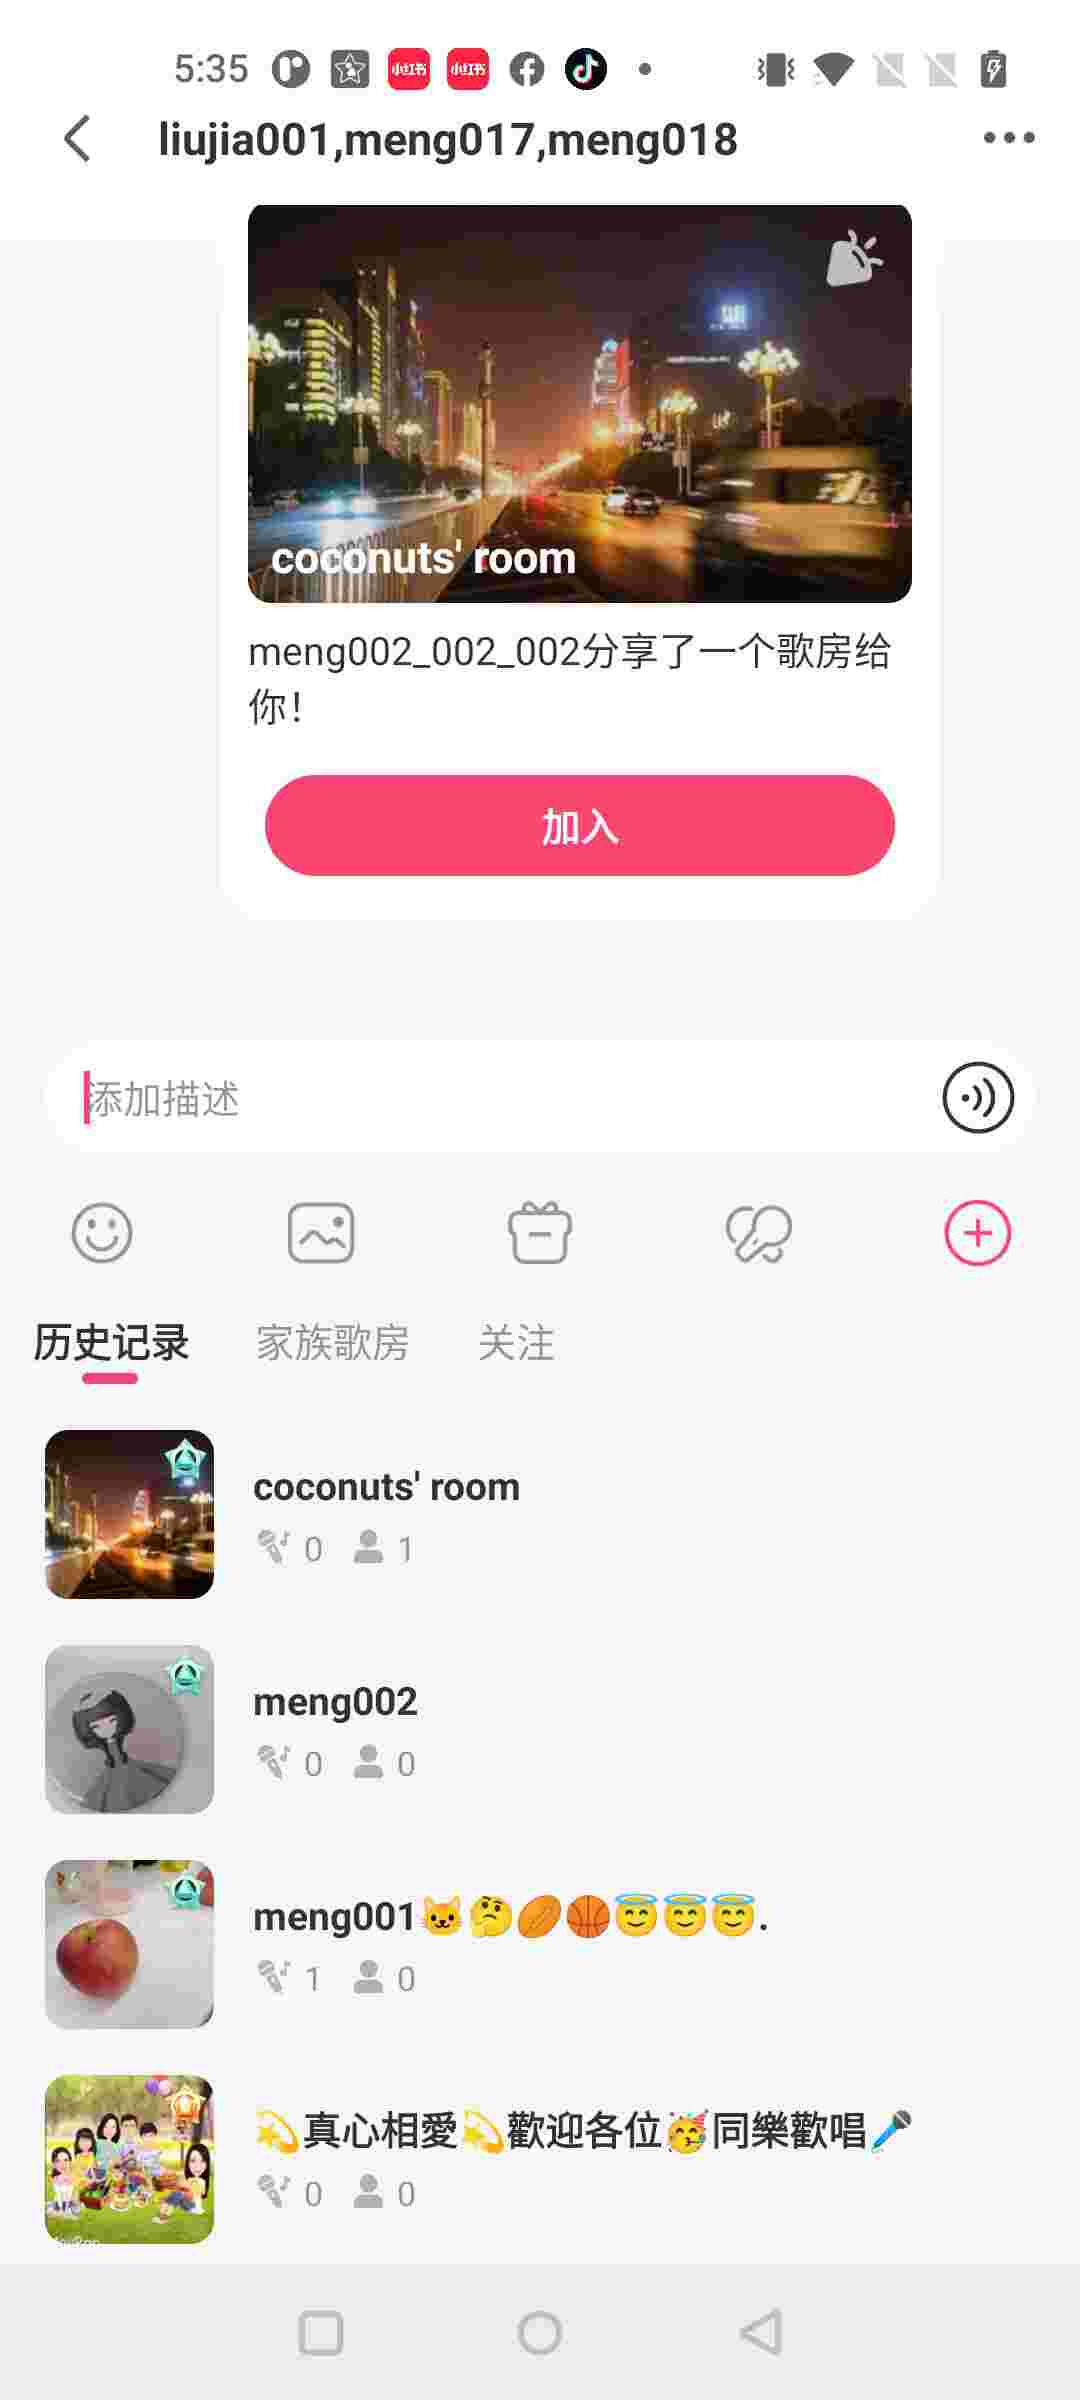 5:35
小红书 小红书
liujia001,meng017,meng018
coconuts' room
meng002_002_002分享了一个歌房给
你！
加入
添加描述
历史记录 家族歌房 关注
coconuts' room
0 1
meng002
0 0
meng001🐱🤔🏉🏀😇😇😇.
1 0
💫真心相愛💫歡迎各位🥳同樂歡唱🎤
0 0